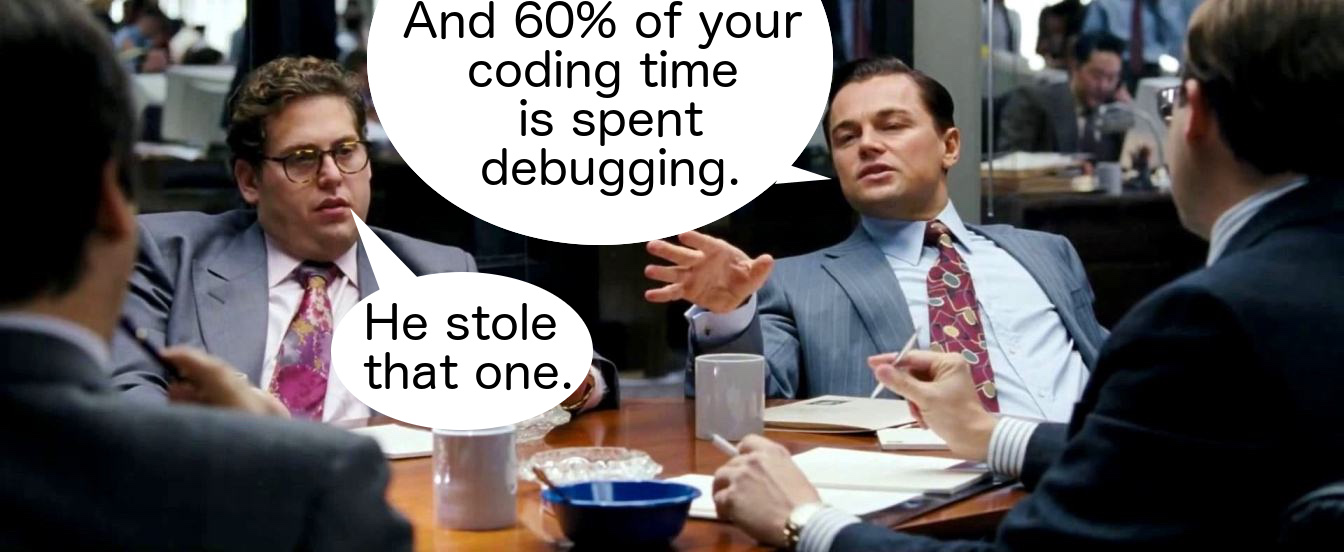 And 60% of your
coding time
is spent
debugging.
He stole
that one.